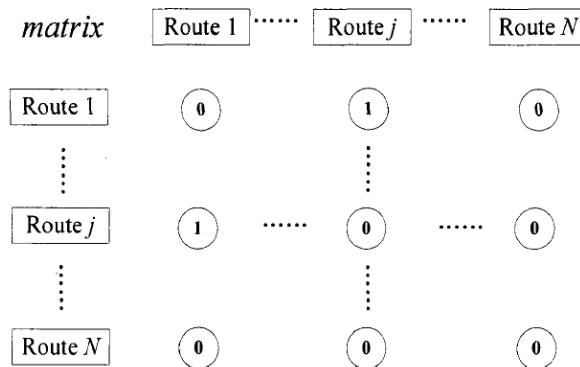 matrix Route 1 ...... Route j ...... Route N
Route 1 0 1 0
Route j 1 ...... 0 ...... 0
Route N 0 0 0